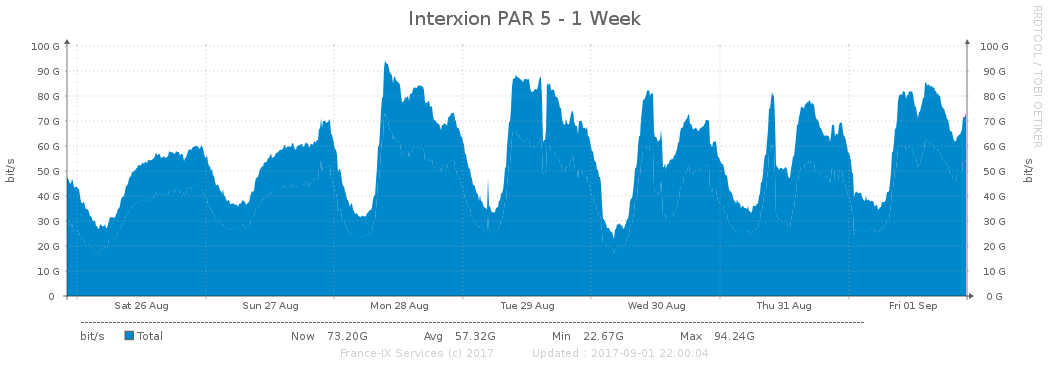 Interxion PAR 5 - 1 Week
RRDTOOL / TOBI OETIKER
bit/s
100 G
90 G
80 G
70 G
60 G
50 G
40 G
30 G
20 G
10 G
0
100 G
90 G
80 G
70 G
60 G
50 G
40 G
30 G
20 G
10 G
0 G
bit/s
Sat 26 Aug Sun 27 Aug Mon 28 Aug Tue 29 Aug Wed 30 Aug Thu 31 Aug Fri 01 Sep
bit/s Total Now 73.20G Avg 57.32G Min 22.67G Max 94.24G
France-IX Services (c) 2017 Updated : 2017-09-01 22:00:04